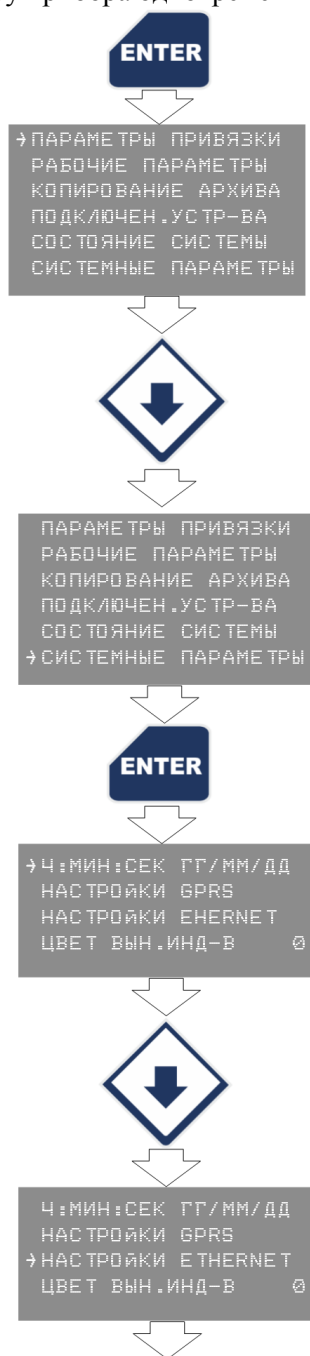 ENTER
→ПАРАМЕТРЫ ПРИВЯЗКИ
РАБОЧИЕ ПАРАМЕТРЫ
КОПИРОВАНИЕ АРХИВА
ПОДКЛЮЧЕН.УСТР-ВА
СОСТОЯНИЕ СИСТЕМЫ
СИСТЕМНЫЕ ПАРАМЕТРЫ
ПАРАМЕТРЫ ПРИВЯЗКИ
РАБОЧИЕ ПАРАМЕТРЫ
КОПИРОВАНИЕ АРХИВА
ПОДКЛЮЧЕН.УСТР-ВА
СОСТОЯНИЕ СИСТЕМЫ
→СИСТЕМНЫЕ ПАРАМЕТРЫ
ENTER
→Ч:МИН:СЕК ГГ/ММ/ДД
НАСТРОйКИ GPRS
НАСТРОйКИ EHERNET
ЦВЕТ ВЫН.ИНД-В 0
Ч:МИН:СЕК ГГ/ММ/ДД
НАСТРОйКИ GPRS
→НАСТРОйКИ ETHERNET
ЦВЕТ ВЫН.ИНД-В 0